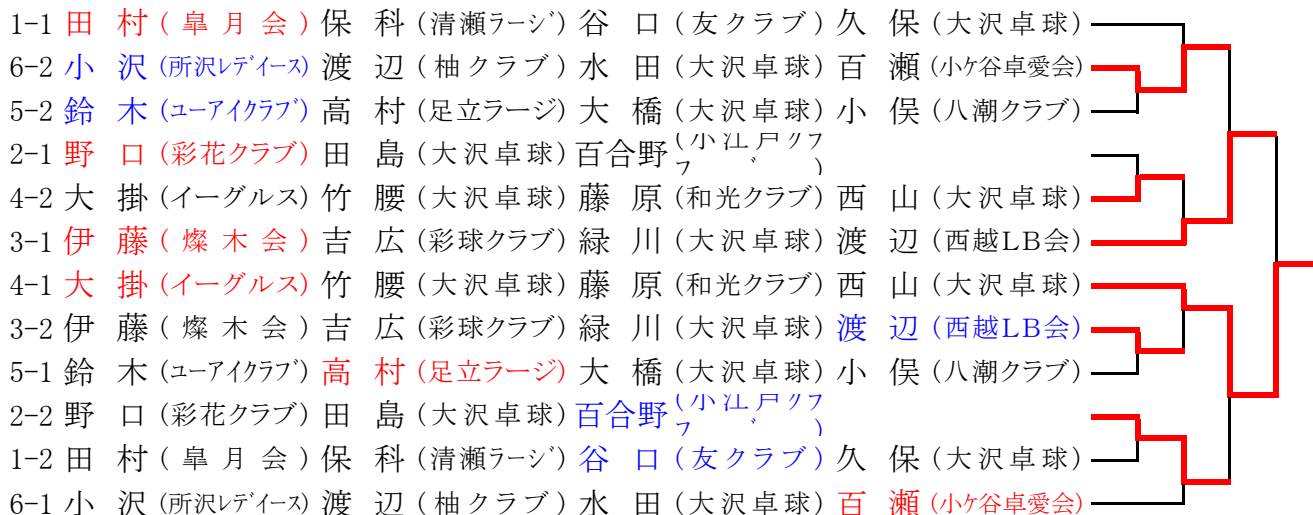 1-1 田 村 (皐月会) 保 科 (清瀬ラージ) 谷 口 (友クラブ) 久 保 (大沢卓球)
6-2 小 沢 (所沢レディース) 渡 辺 (柚クラブ) 水 田 (大沢卓球) 百 瀬 (小ケ谷卓愛会)
5-2 鈴 木 (ユーアイクラブ) 高 村 (足立ラージ) 大 橋 (大沢卓球) 小 俣 (八潮クラブ)
2-1 野 口 (彩花クラブ) 田 島 (大沢卓球) 百合野 (小江戸クラブ)
4-2 大 掛 (イーグルス) 竹 腰 (大沢卓球) 藤 原 (和光クラブ) 西 山 (大沢卓球)
3-1 伊 藤 (燦木会) 吉 広 (彩球クラブ) 緑 川 (大沢卓球) 渡 辺 (西越LB会)
4-1 大 掛 (イーグルス) 竹 腰 (大沢卓球) 藤 原 (和光クラブ) 西 山 (大沢卓球)
3-2 伊 藤 (燦木会) 吉 広 (彩球クラブ) 緑 川 (大沢卓球) 渡 辺 (西越LB会)
5-1 鈴 木 (ユーアイクラブ) 高 村 (足立ラージ) 大 橋 (大沢卓球) 小 俣 (八潮クラブ)
2-2 野 口 (彩花クラブ) 田 島 (大沢卓球) 百合野 (小江戸クラブ)
1-2 田 村 (皐月会) 保 科 (清瀬ラージ) 谷 口 (友クラブ) 久 保 (大沢卓球)
6-1 小 沢 (所沢レディース) 渡 辺 (柚クラブ) 水 田 (大沢卓球) 百 瀬 (小ケ谷卓愛会)